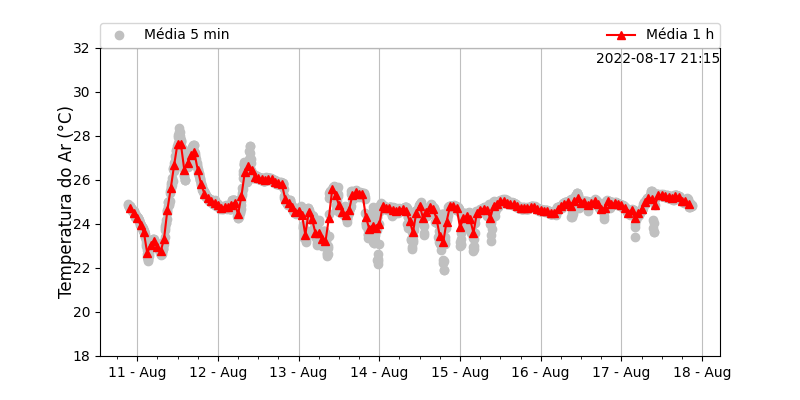 Média 5 min
Média 1 h
2022-08-17 21:15
Temperatura do Ar (°C)
32
30
28
26
24
22
20
18
11 - Aug
12 - Aug
13 - Aug
14 - Aug
15 - Aug
16 - Aug
17 - Aug
18 - Aug